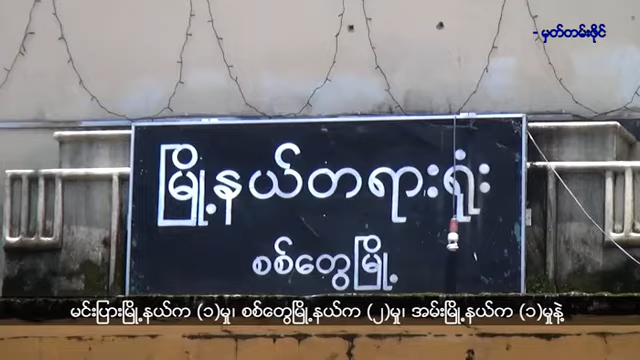 - မှတ်တမ်းဖိုင်
မြို့နယ်တရားရုံး
စစ်တွေမြို့
မင်းပြားမြို့နယ်က (၁)မှု၊ စစ်တွေမြို့နယ်က (၂)မှု၊ အမ်းမြို့နယ်က (၁)မှုနဲ့